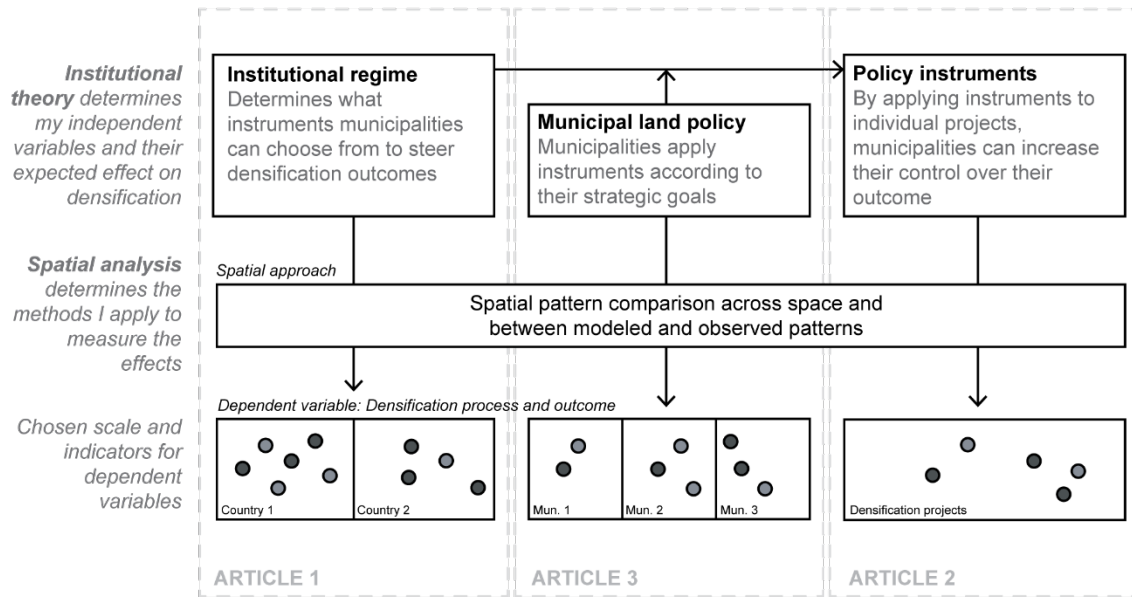 Institutional
theory determines
my independent
variables and their
expected effect on
densification
Institutional regime
Determines what
instruments municipalities
can choose from to steer
densification outcomes
Municipal land policy
Municipalities apply
instruments according to
their strategic goals
Policy instruments
By applying instruments to
individual projects,
municipalities can increase
their control over their
outcome
Spatial analysis
determines the
methods I apply to
measure the
effects
Spatial approach
Spatial pattern comparison across space and
between modeled and observed patterns
Chosen scale and
indicators for
dependent
variables
Dependent variable: Densification process and outcome
Country 1
Country 2
Mun. 1
Mun. 2
Mun. 3
Densification projects
ARTICLE 1
ARTICLE 3
ARTICLE 2